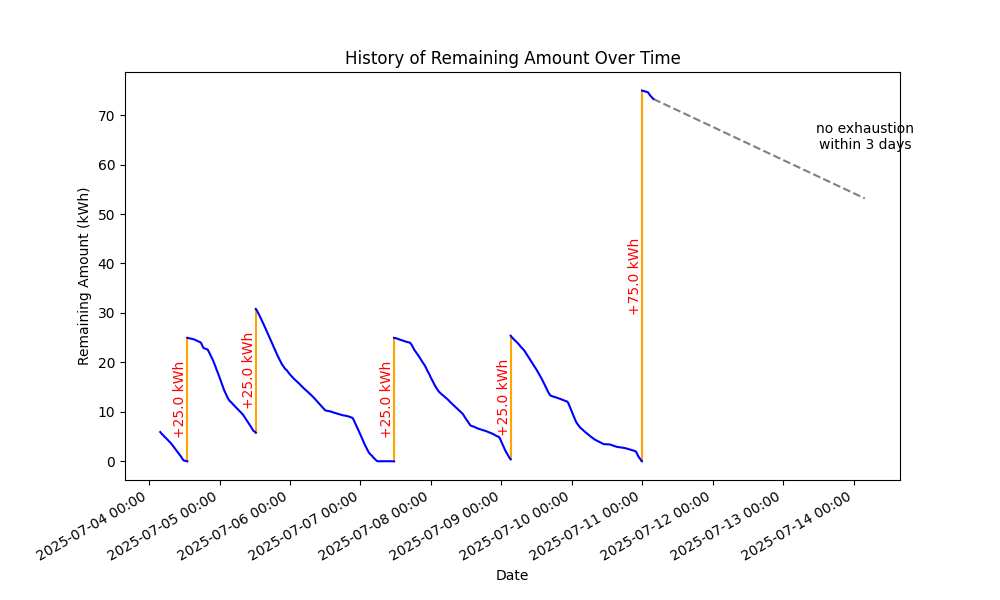 History of Remaining Amount Over Time
Remaining Amount (kWh)
70
60
50
40
30
20
10
0
+25.0 kWh
+25.0 kWh
+25.0 kWh
+25.0 kWh
+75.0 kWh
no exhaustion
within 3 days
2025-07-04 00:00
2025-07-05 00:00
2025-07-06 00:00
2025-07-07 00:00
2025-07-08 00:00
2025-07-09 00:00
2025-07-10 00:00
2025-07-11 00:00
2025-07-12 00:00
2025-07-13 00:00
2025-07-14 00:00
Date